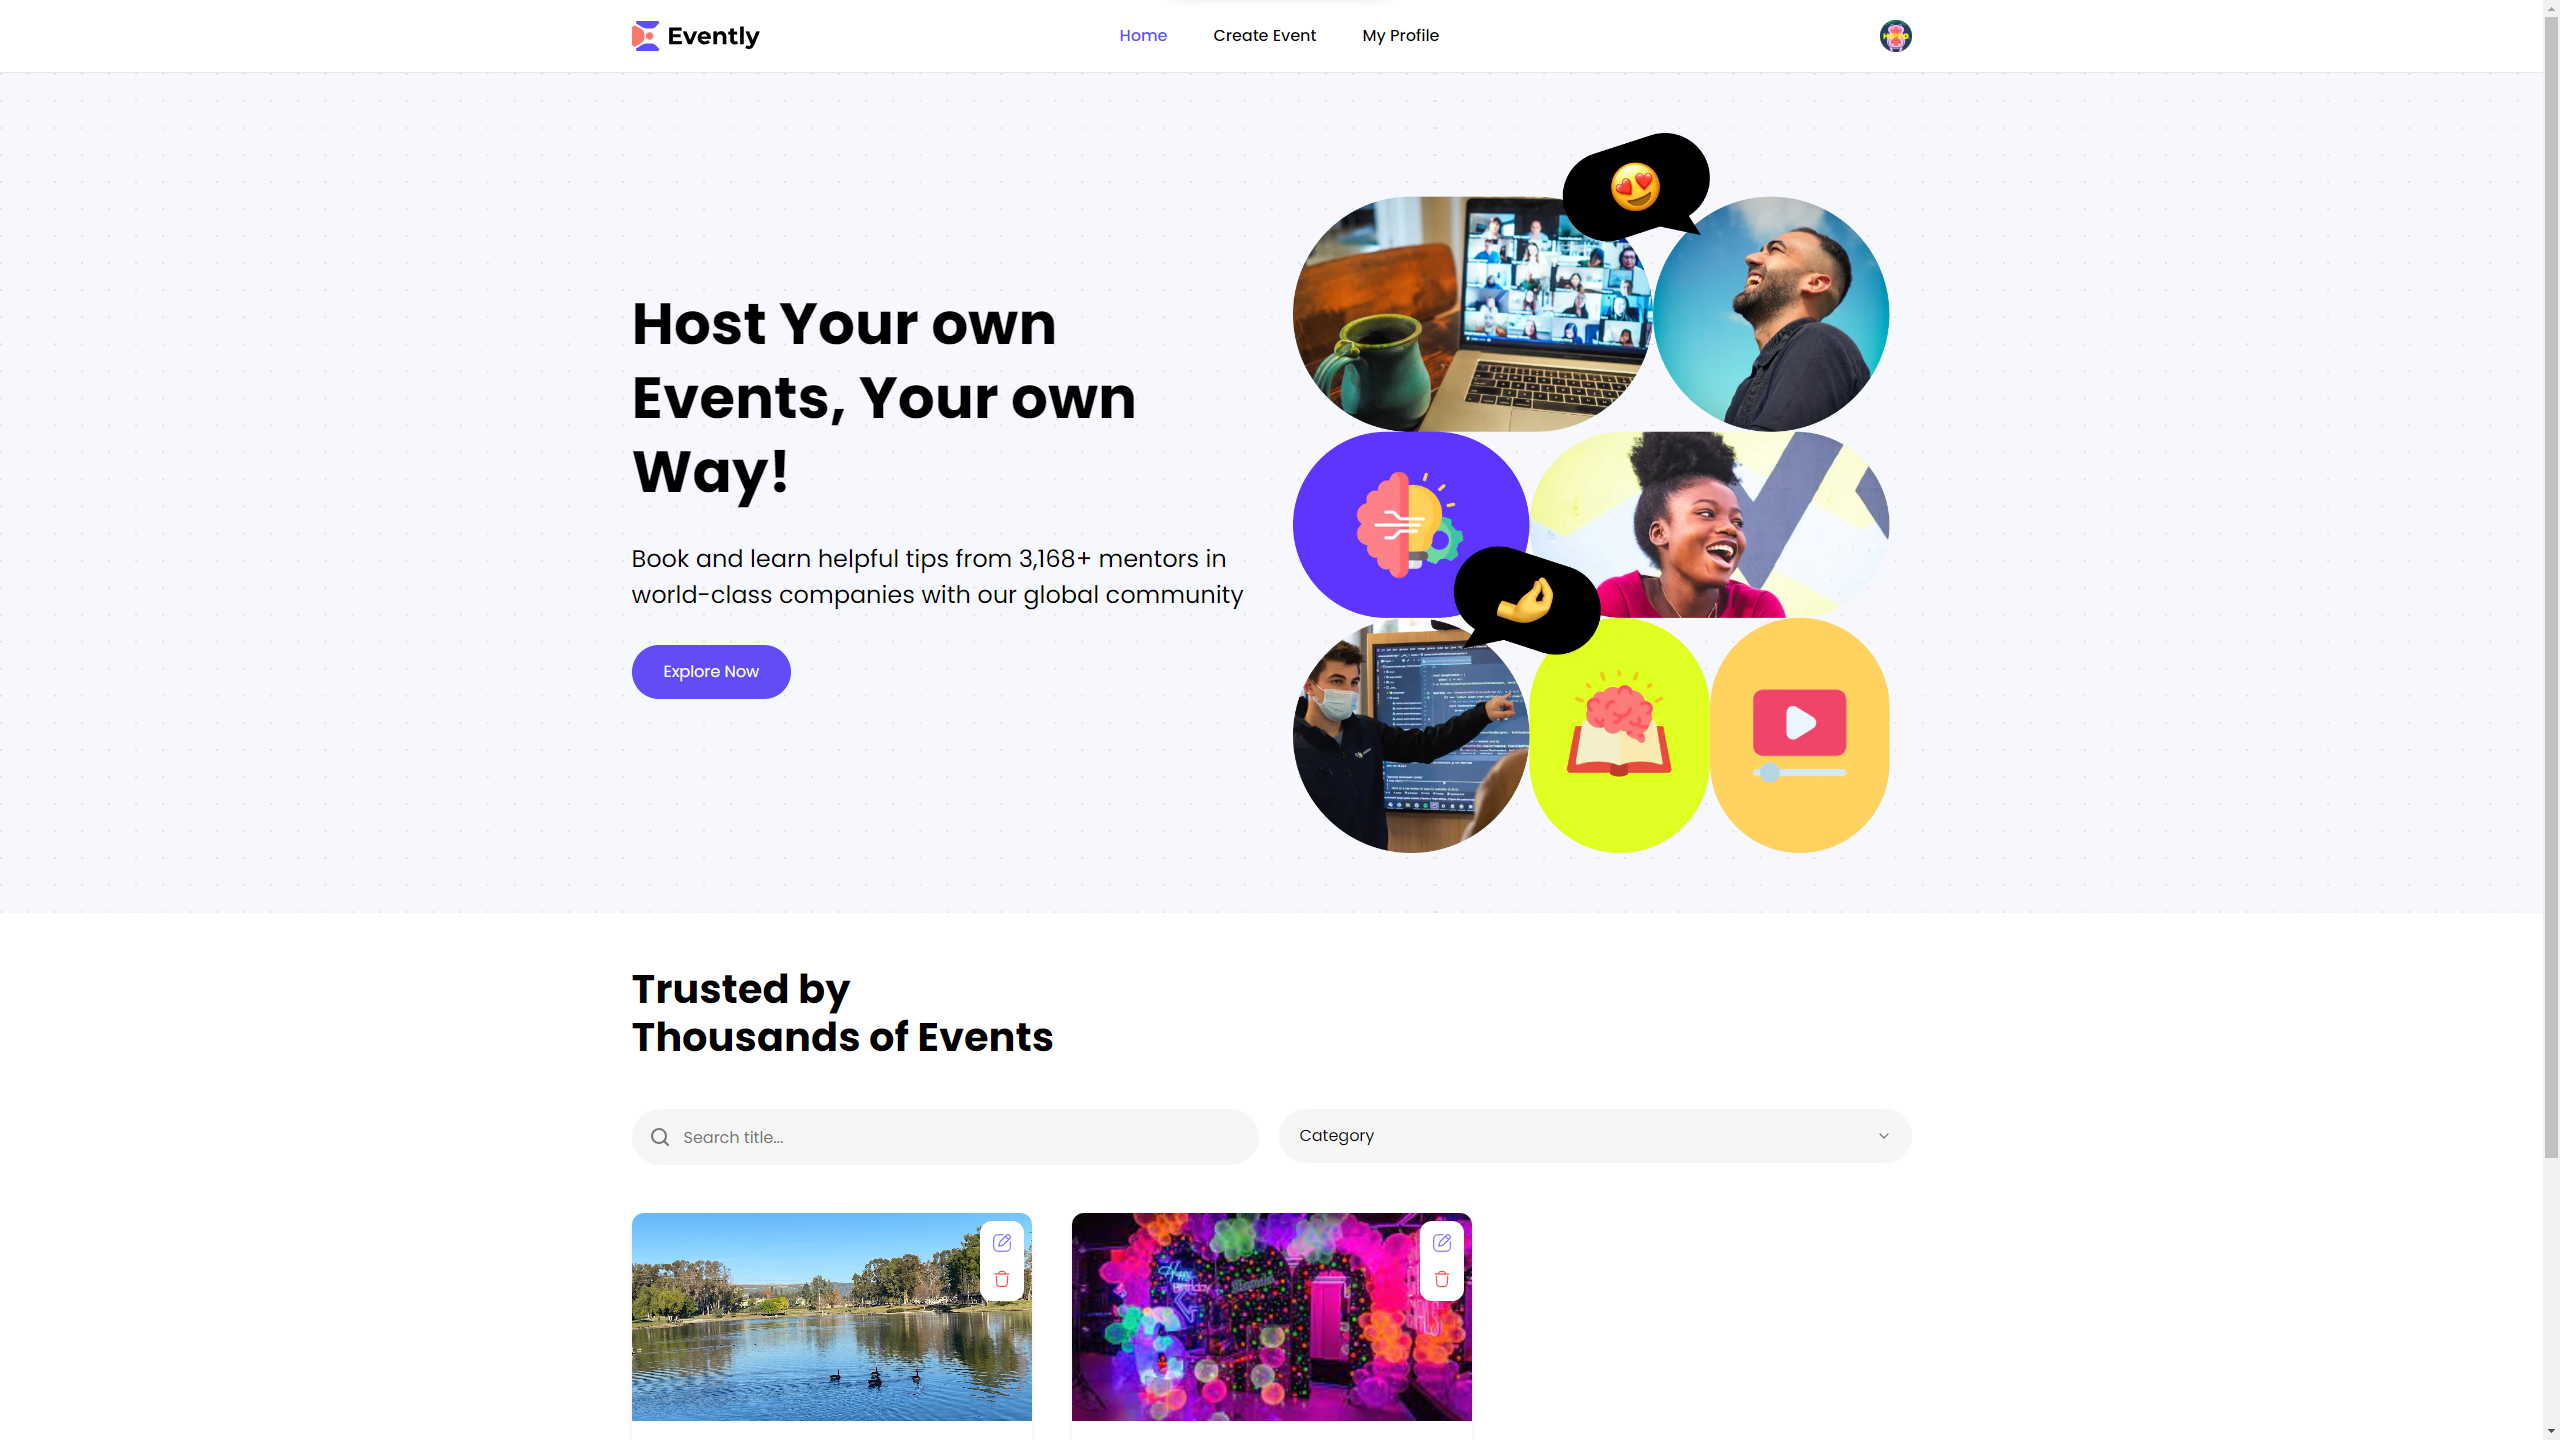 Evently
Home
Create Event
My Profile
Host Your own
Events, Your own
Way!
Book and learn helpful tips from 3,168+ mentors in
world-class companies with our global community
Explore Now
Trusted by
Thousands of Events
Search title...
Category